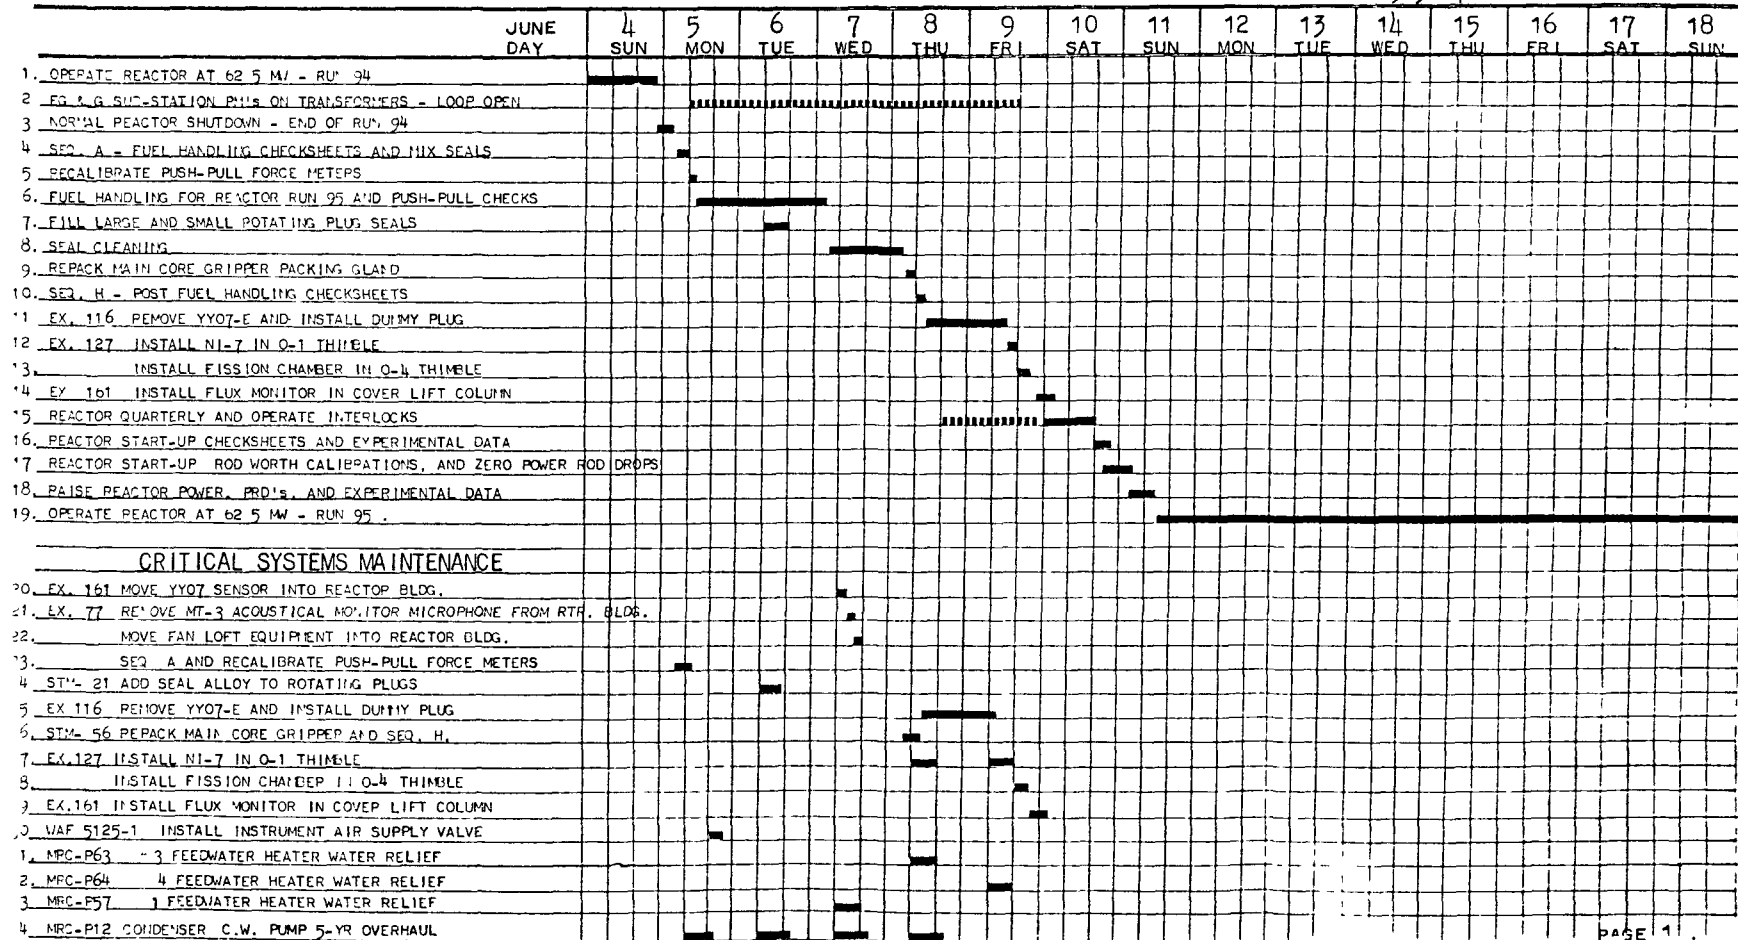 JUNE 4 5 6 7 8 9 10 11 12 13 14 15 16 17 18
DAY SUN MON TUE WED THU FRI SAT SUN MON TUE WED THU FRI SAT SUN
1. OPERATE REACTOR AT 62 5 MW - RUN 94
2 EG & G SUB-STATION PMI's ON TRANSFORMERS - LOOP OPEN
3 NORMAL REACTOR SHUTDOWN - END OF RUN 94
4 SEQ. A - FUEL HANDLING CHECKSHEETS AND MIX SEALS
5 RECALIBRATE PUSH-PULL FORCE METERS
6. FUEL HANDLING FOR REACTOR RUN 95 AND PUSH-PULL CHECKS
7. FILL LARGE AND SMALL ROTATING PLUG SEALS
8. SEAL CLEANING
9. REPACK MAIN CORE GRIPPER PACKING GLAND
10. SEQ. H - POST FUEL HANDLING CHECKSHEETS
11 EX. 116 REMOVE YY07-E AND INSTALL DUMMY PLUG
12 EX. 127 INSTALL NI-7 IN O-1 THIMBLE
13. INSTALL FISSION CHAMBER IN O-4 THIMBLE
14 EX 161 INSTALL FLUX MONITOR IN COVER LIFT COLUMN
15 REACTOR QUARTERLY AND OPERATE INTERLOCKS
16. REACTOR START-UP CHECKSHEETS AND EXPERIMENTAL DATA
17 REACTOR START-UP ROD WORTH CALIBRATIONS, AND ZERO POWER ROD DROPS
18. RAISE REACTOR POWER, PRD's, AND EXPERIMENTAL DATA
19. OPERATE REACTOR AT 62 5 MW - RUN 95 .
CRITICAL SYSTEMS MAINTENANCE
20. EX. 161 MOVE YY07 SENSOR INTO REACTOR BLDG.
21. EX. 77 REMOVE MT-3 ACOUSTICAL MONITOR MICROPHONE FROM RTR. BLDG.
22. MOVE FAN LOFT EQUIPMENT INTO REACTOR BLDG.
3. SEQ A AND RECALIBRATE PUSH-PULL FORCE METERS
4 STM- 21 ADD SEAL ALLOY TO ROTATING PLUGS
5 EX 116 REMOVE YY07-E AND INSTALL DUMMY PLUG
6. STM- 56 REPACK MAIN CORE GRIPPER AND SEQ. H.
7. EX.127 INSTALL NI-7 IN O-1 THIMBLE
8. INSTALL FISSION CHAMBER IN O-4 THIMBLE
9 EX.161 INSTALL FLUX MONITOR IN COVER LIFT COLUMN
0 WAF 5125-1 INSTALL INSTRUMENT AIR SUPPLY VALVE
1. MRC-P63 3 FEEDWATER HEATER WATER RELIEF
2. MRC-P64 4 FEEDWATER HEATER WATER RELIEF
3 MRC-P57 1 FEEDWATER HEATER WATER RELIEF
4 MRC-P12 CONDENSER C.W. PUMP 5-YR OVERHAUL
PAGE 1 .